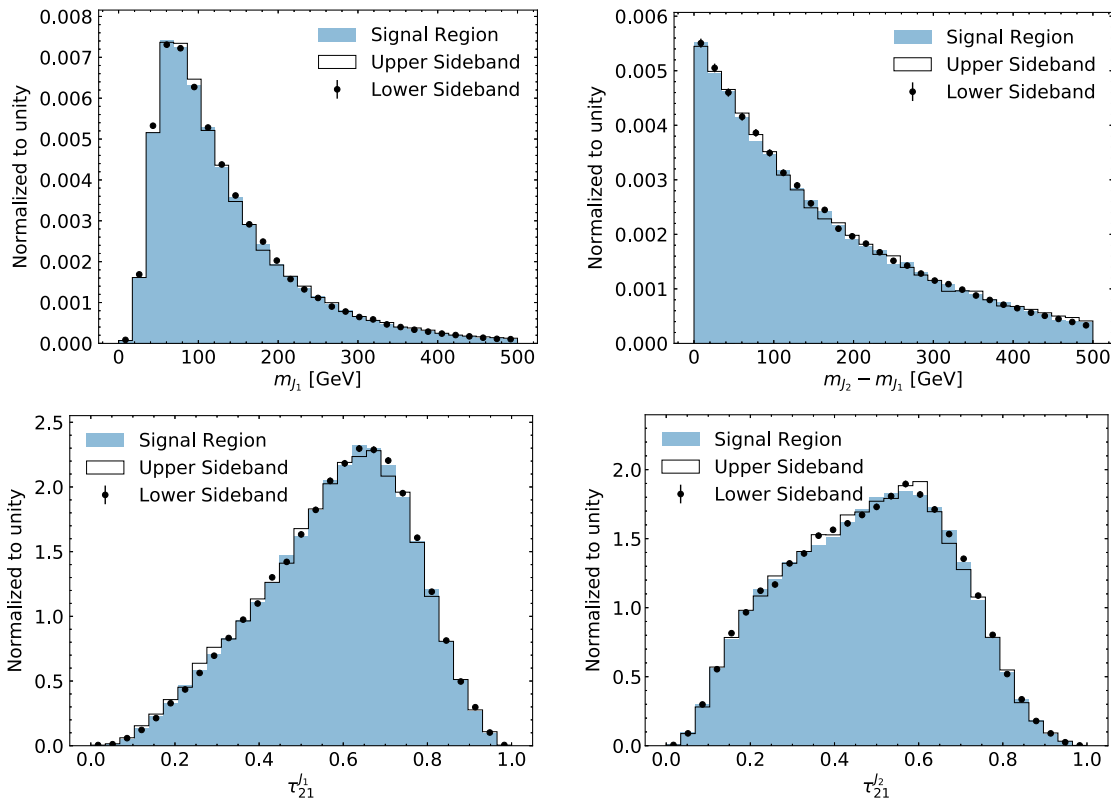 Normalized to unity
0.008
0.007
0.006
0.005
0.004
0.003
0.002
0.001
0.000
Signal Region
Upper Sideband
Lower Sideband
0 100 200 300 400 500
m_{J_1} [GeV]
Normalized to unity
0.006
0.005
0.004
0.003
0.002
0.001
0.000
Signal Region
Upper Sideband
Lower Sideband
0 100 200 300 400 500
m_{J_2} − m_{J_1} [GeV]
Normalized to unity
2.5
2.0
1.5
1.0
0.5
0.0
Signal Region
Upper Sideband
Lower Sideband
0.0 0.2 0.4 0.6 0.8 1.0
τ_{21}^{J_1}
Normalized to unity
2.0
1.5
1.0
0.5
0.0
Signal Region
Upper Sideband
Lower Sideband
0.0 0.2 0.4 0.6 0.8 1.0
τ_{21}^{J_2}